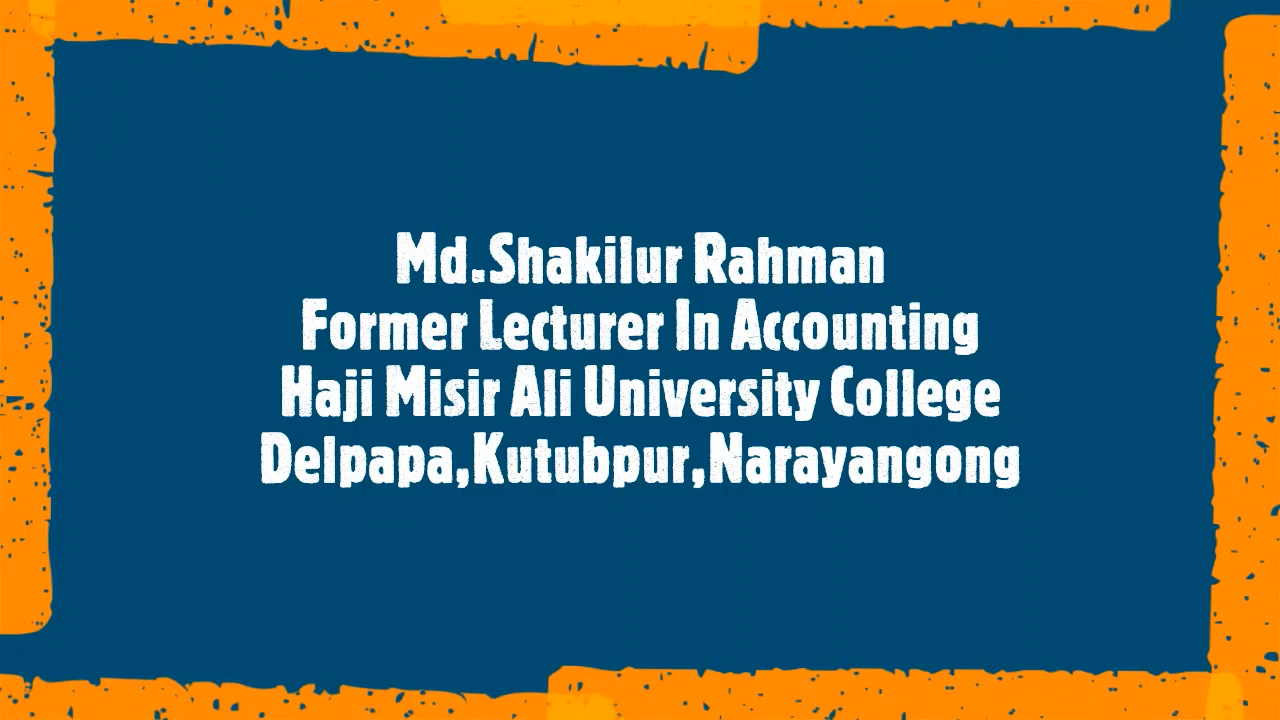 Md.Shakilur Rahman
Former Lecturer In Accounting
Haji Misir Ali University College
Delpapa,Kutubpur,Narayangong